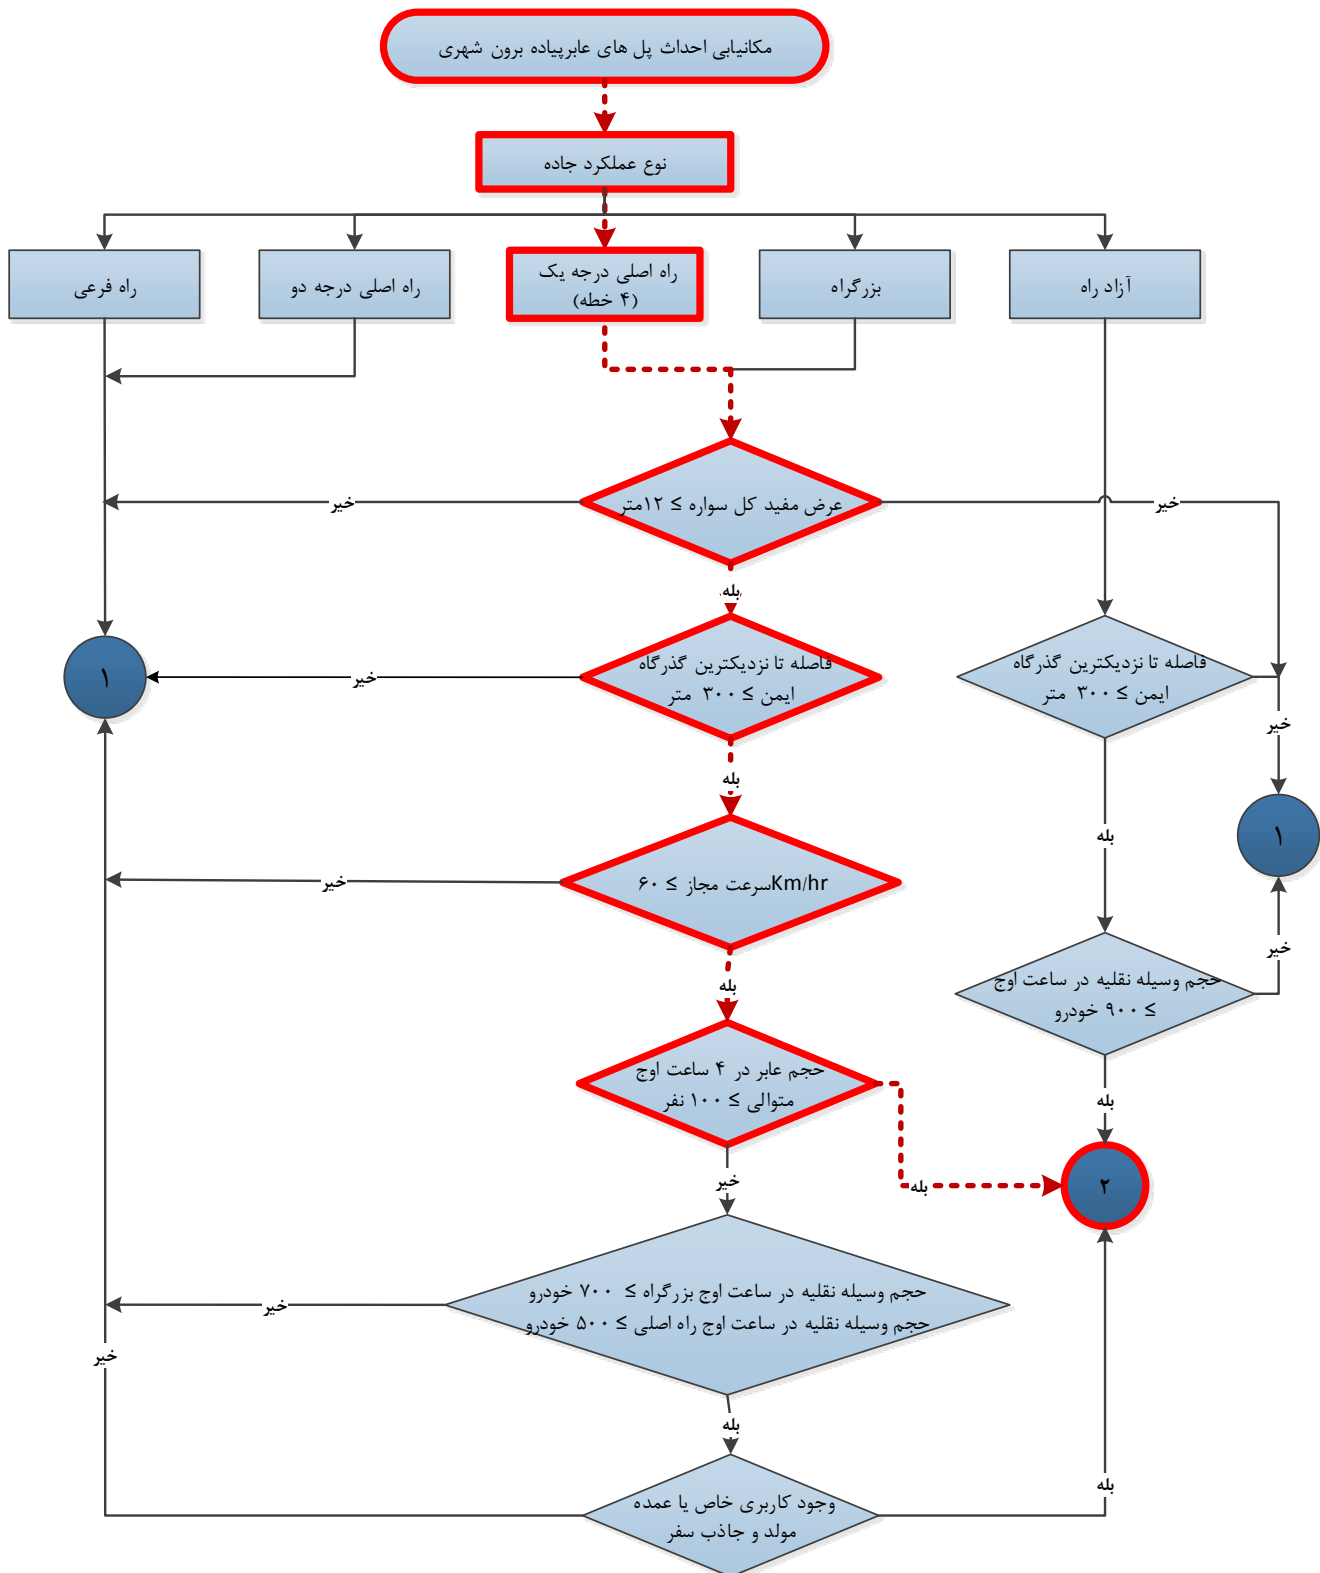 مکانیابی احداث پل های عابرپیاده برون شهری
نوع عملکرد جاده
آزاد راه
بزرگراه
راه اصلی درجه یک
(۴ خطه)
راه اصلی درجه دو
راه فرعی
عرض مفید کل سواره ≥ ۱۲متر
خیر
خیر
بله
فاصله تا نزدیکترین گذرگاه
ایمن ≥ ۳۰۰ متر
خیر
بله
فاصله تا نزدیکترین گذرگاه
ایمن ≥ ۳۰۰ متر
خیر
بله
۱
۱
سرعت مجاز ≥ ۶۰Km/hr
خیر
بله
حجم وسیله نقلیه در ساعت اوج
≥ ۹۰۰ خودرو
خیر
بله
حجم عابر در ۴ ساعت اوج
متوالی ≥ ۱۰۰ نفر
بله
خیر
۲
حجم وسیله نقلیه در ساعت اوج بزرگراه ≥ ۷۰۰ خودرو
حجم وسیله نقلیه در ساعت اوج راه اصلی ≥ ۵۰۰ خودرو
خیر
بله
وجود کاربری خاص یا عمده
مولد و جاذب سفر
خیر
بله